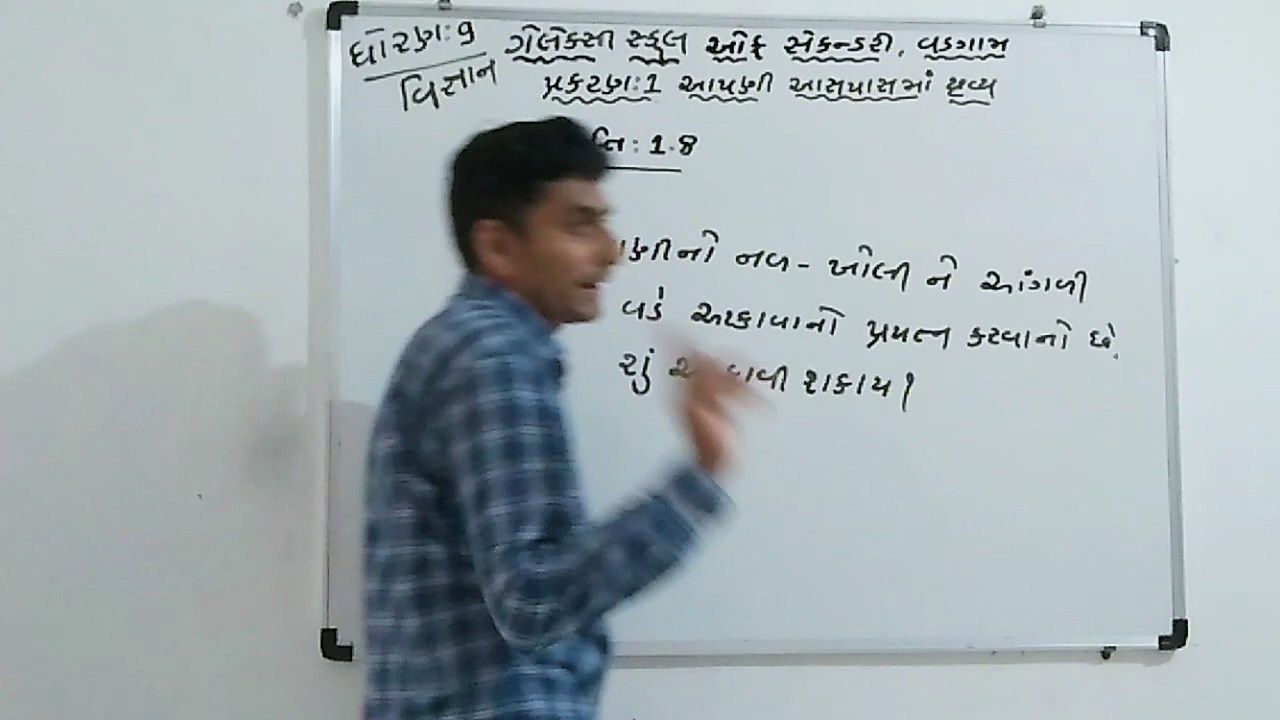 ધોરણ:9
વિજ્ઞાન
ગેલેક્સી સ્કૂલ ઓફ સેકન્ડરી, વડગામ
પ્રકરણ:1 આપણી આસપાસમાં દ્રવ્ય
: 1.8
નળ - ખોલી ને આંગળી
વડે અટકાવાનો પ્રયત્ન કરવાનો છે.
શું શકાય?